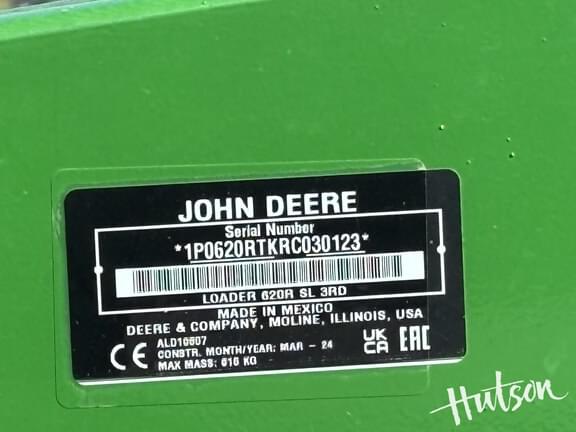 JOHN DEERE
Serial Number
*1P0620RTKRC030123*
LOADER 620R SL 3RD
MADE IN MEXICO
DEERE & COMPANY, MOLINE, ILLINOIS, USA
CE
ALD10607
CONSTR. MONTH/YEAR: MAR - 24
MAX MASS: 616 KG
UK
CA
EAC
Hutson